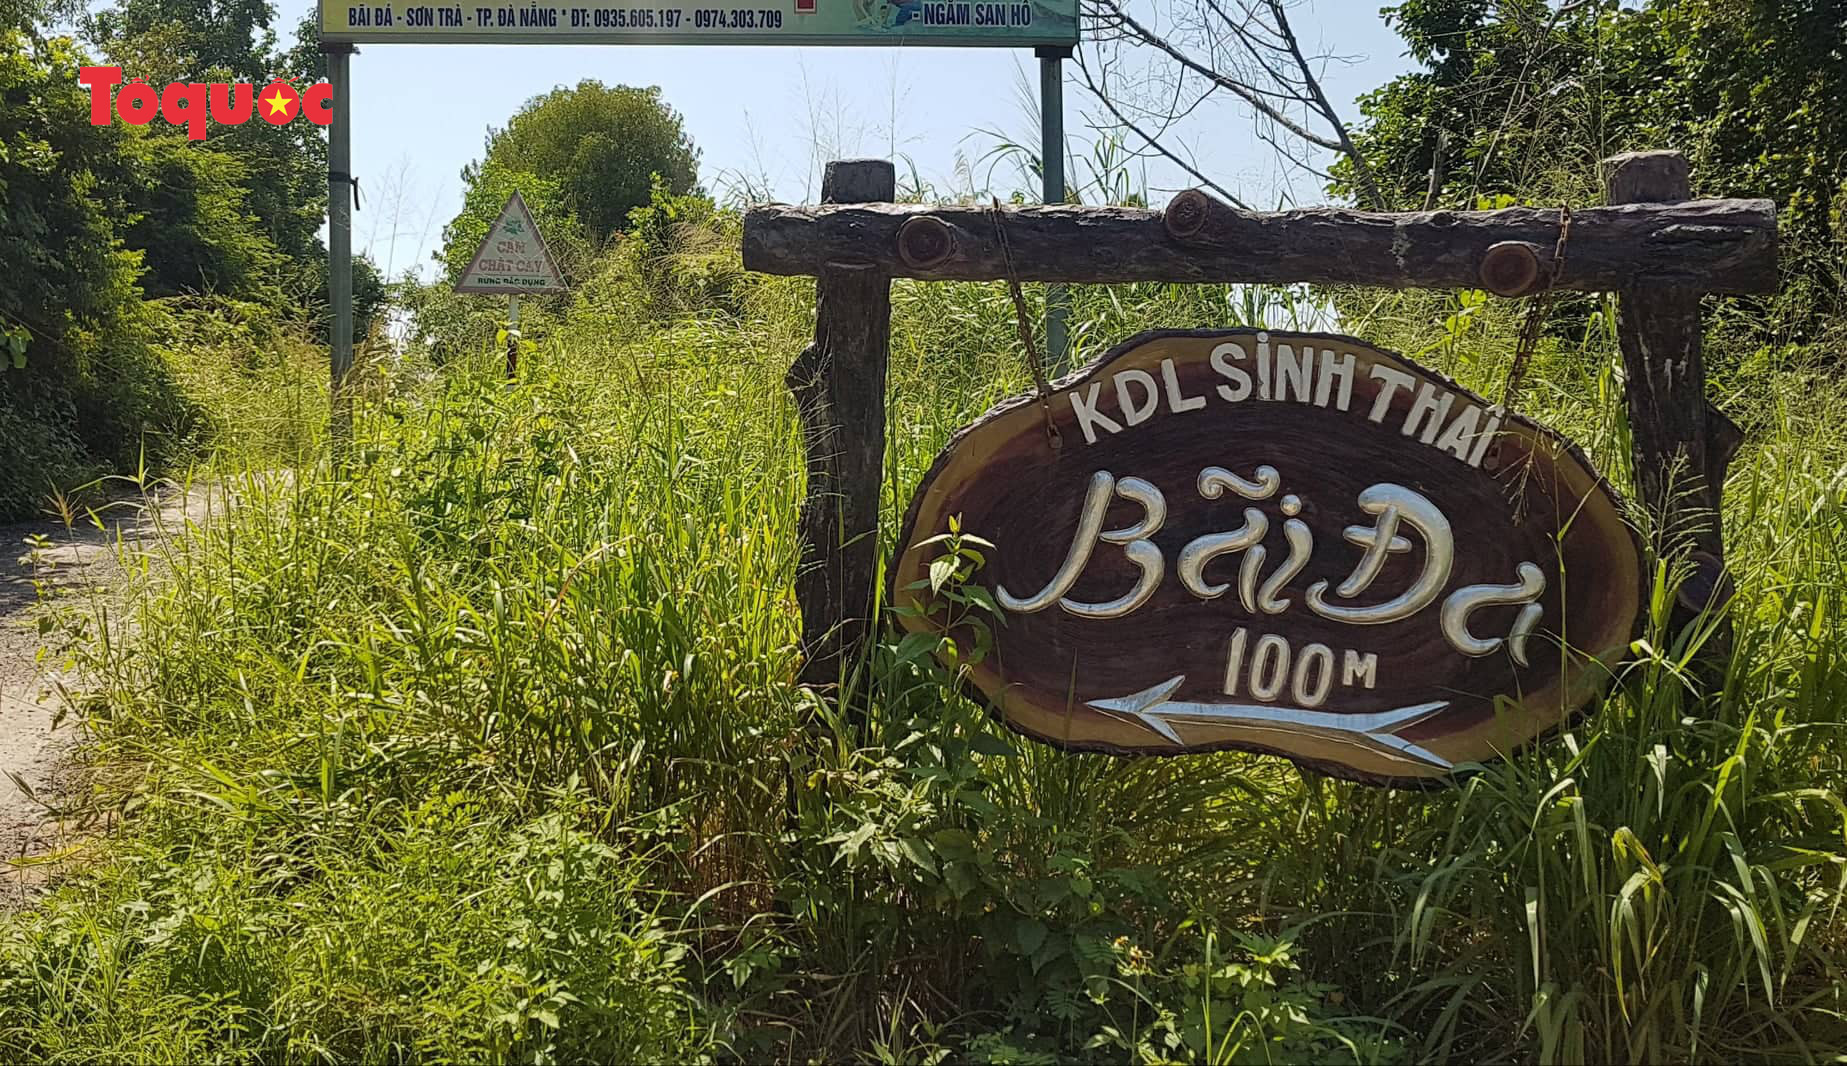 BÃI ĐÁ - SƠN TRÀ - TP. ĐÀ NẴNG * ĐT: 0935.605.197 - 0974.303.709
- NGẮM SAN HÔ
Tổquốc
CẤM
CHẶT CÂY
RỪNG ĐẶC DỤNG
KDL SINH THÁI
Bãi Đa
100M